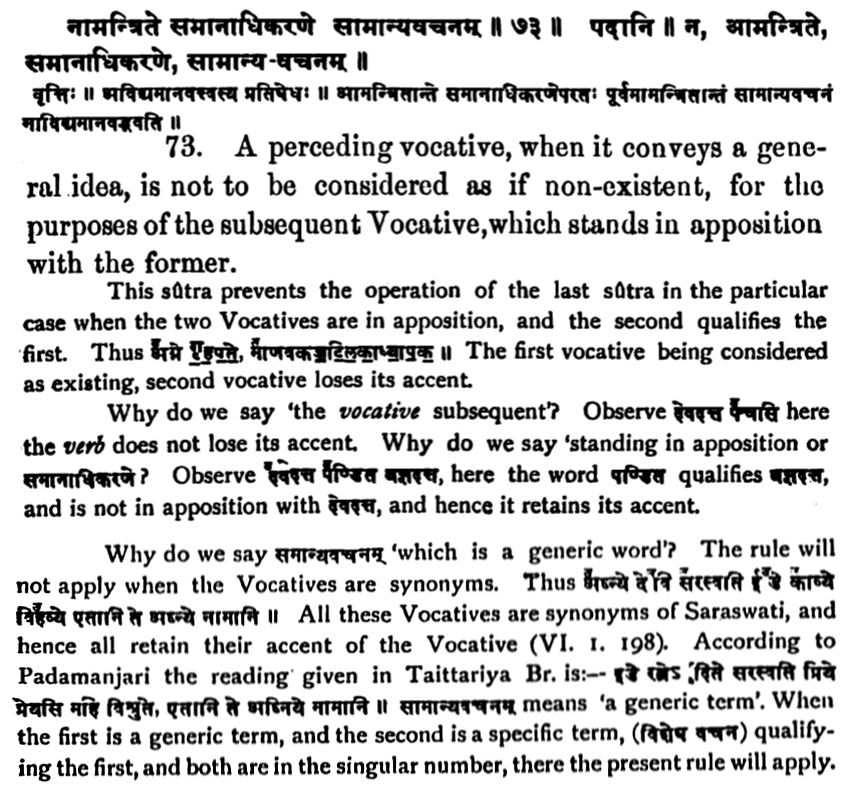 नामन्त्रिते समानाधिकरणे सामान्यवचनम् ॥ ७३ ॥ पदानि ॥ न, आमन्त्रिते,
समानाधिकरणे, सामान्य-वचनम् ॥
वृत्तिः ॥ अविद्यमानवत्त्वस्य प्रतिषेधः ॥ आमन्त्रितान्ते समानाधिकरणेपरतः पूर्वमामन्त्रितान्तं सामान्यवचनं
नाविद्यमानवद्भवति ॥
73. A perceding vocative, when it conveys a gene-
ral idea, is not to be considered as if non-existent, for the
purposes of the subsequent Vocative, which stands in apposition
with the former.
This sûtra prevents the operation of the last sûtra in the particular
case when the two Vocatives are in apposition, and the second qualifies the
first. Thus अग्ने गृहपते, माणवकजटिलकाध्यापक ॥ The first vocative being considered
as existing, second vocative loses its accent.
Why do we say 'the vocative subsequent'? Observe देवदत्त पचसि here
the verb does not lose its accent. Why do we say 'standing in apposition or
समानाधिकरणे? Observe देवदत्त पण्डित यज्ञदत्त, here the word पण्डित qualifies यज्ञदत्त,
and is not in apposition with देवदत्त, and hence it retains its accent.
Why do we say समान्यवचनम् 'which is a generic word'? The rule will
not apply when the Vocatives are synonyms. Thus अघ्न्ये देवि सरस्वति ईडे काव्ये
विहव्ये एतानि ते अघ्न्ये नामानि ॥ All these Vocatives are synonyms of Saraswati, and
hence all retain their accent of the Vocative (VI. 1. 198). According to
Padamanjari the reading given in Taittariya Br. is:-- इडे रन्तेऽदिते सरस्वति प्रिये
प्रेयसि महि विश्रुते, एतानि ते अघ्निये नामानि ॥ सामान्यवचनम् means 'a generic term'. When
the first is a generic term, and the second is a specific term, (विशेष वचन) qualify-
ing the first, and both are in the singular number, there the present rule will apply.